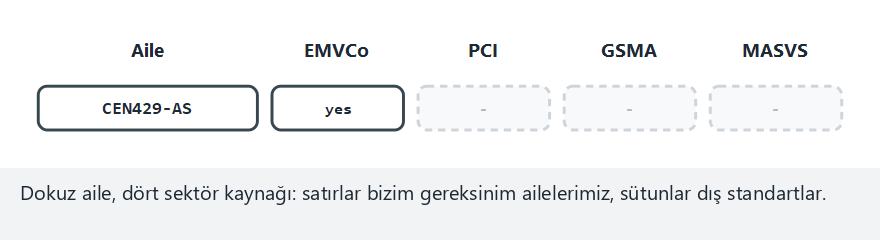 Aile EMVCo PCI GSMA MASVS
CEN429-AS yes - - -
Dokuz aile, dört sektör kaynağı: satırlar bizim gereksinim ailelerimiz, sütunlar dış standartlar.